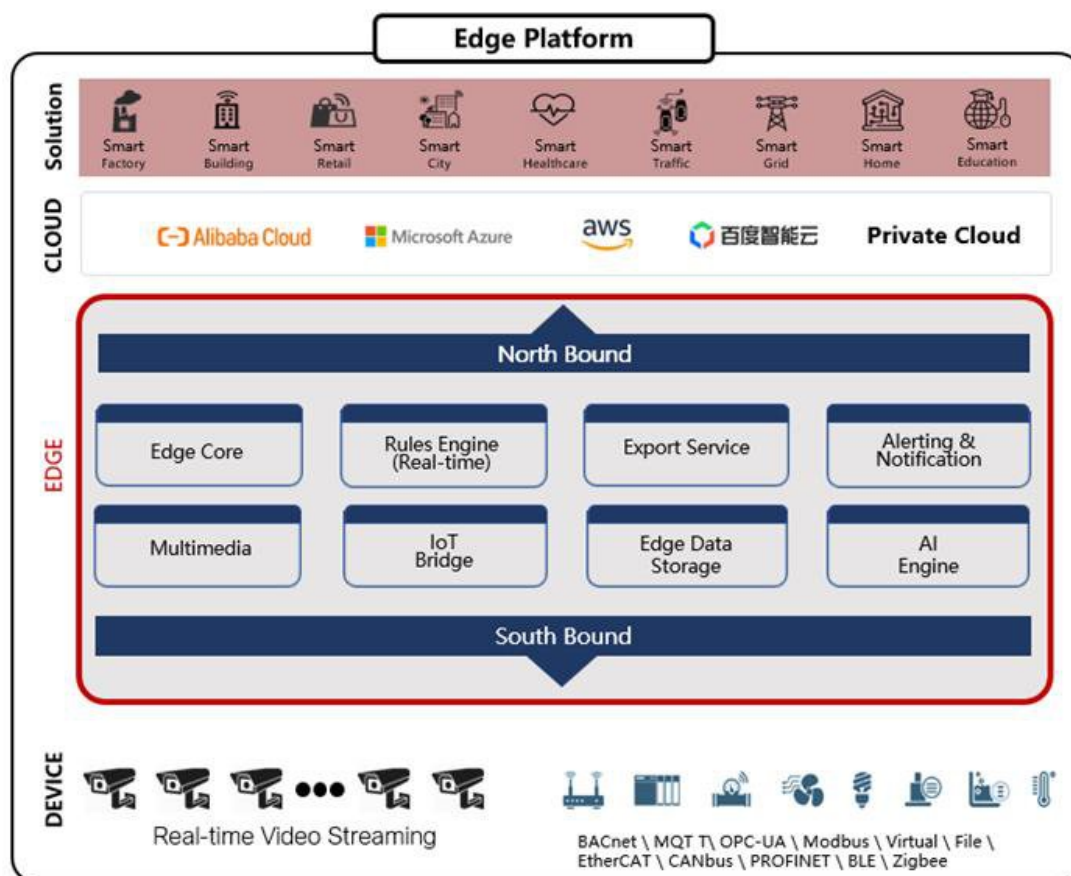 Edge Platform
Solution
Smart
Factory
Smart
Building
Smart
Retail
Smart
City
Smart
Healthcare
Smart
Traffic
Smart
Grid
Smart
Home
Smart
Education
CLOUD
Alibaba Cloud
Microsoft Azure
aws
百度智能云
Private Cloud
EDGE
North Bound
Edge Core
Rules Engine
(Real-time)
Export Service
Alerting &
Notification
Multimedia
IoT
Bridge
Edge Data
Storage
AI
Engine
South Bound
DEVICE
Real-time Video Streaming
BACnet \ MQT T\ OPC-UA \ Modbus \ Virtual \ File \
EtherCAT \ CANbus \ PROFINET \ BLE \ Zigbee